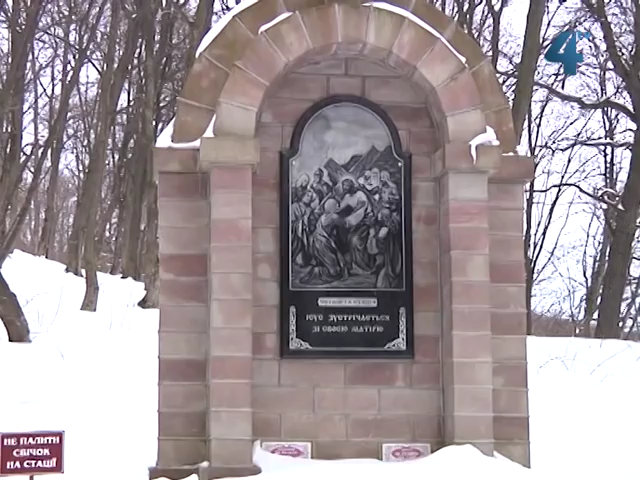 4
ІСУС ЗУСТРІЧАЄТЬСЯ
ЗІ СВОЄЮ МАТІР'Ю
НЕ ПАЛИТИ
СВІЧОК
НА СТАЦІЇ